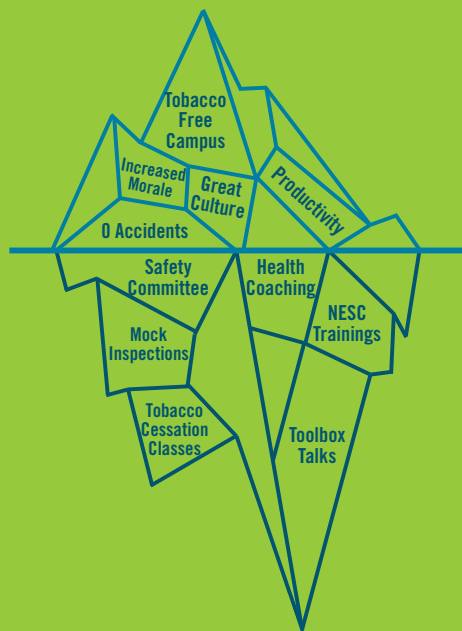 Tobacco
Free
Campus
Increased
Morale
Great
Culture
Productivity
0 Accidents
Safety
Committee
Health
Coaching
NESC
Trainings
Mock
Inspections
Tobacco
Cessation
Classes
Toolbox
Talks